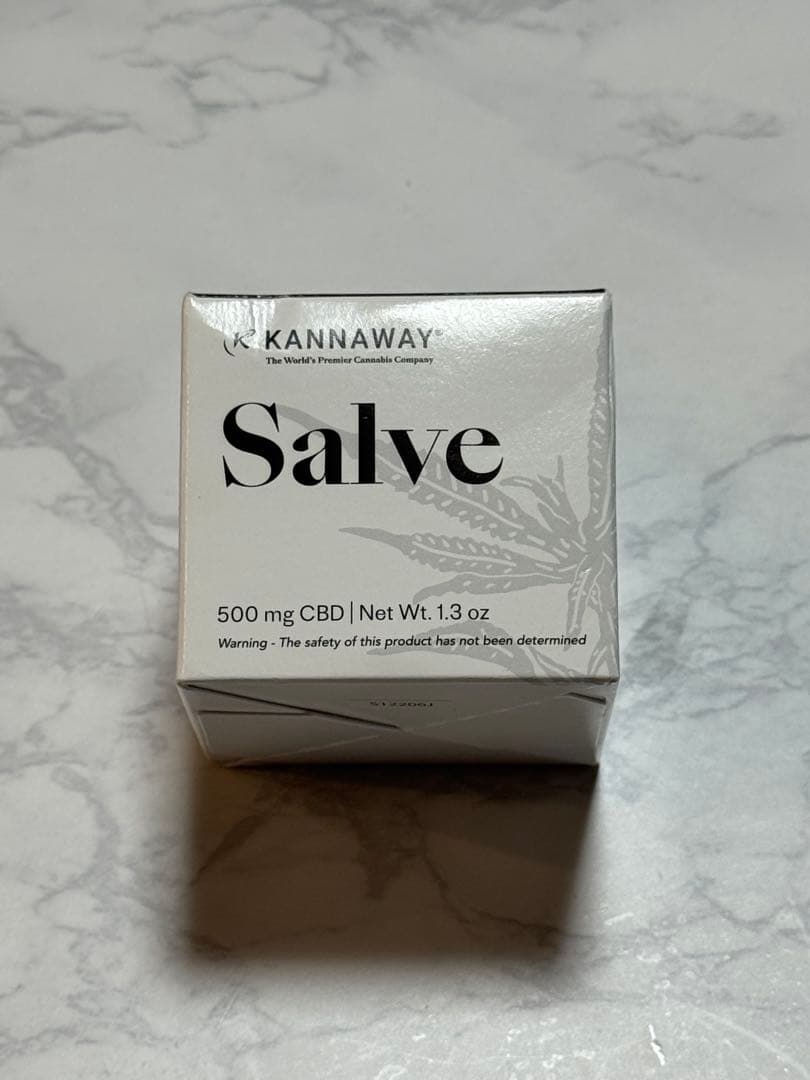 KANNAWAY®
The World's Premier Cannabis Company
Salve
500 mg CBD | Net Wt. 1.3 oz
Warning - The safety of this product has not been determined